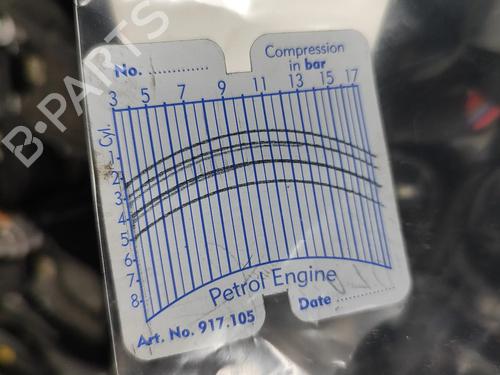 No. ..............
Compression
in bar
3 5 7 9 11 13 15 17
Cyl.
1
2
3
4
5
6
7
8
Petrol Engine
Art. No. 917.105
Date ..............
B-PARTS